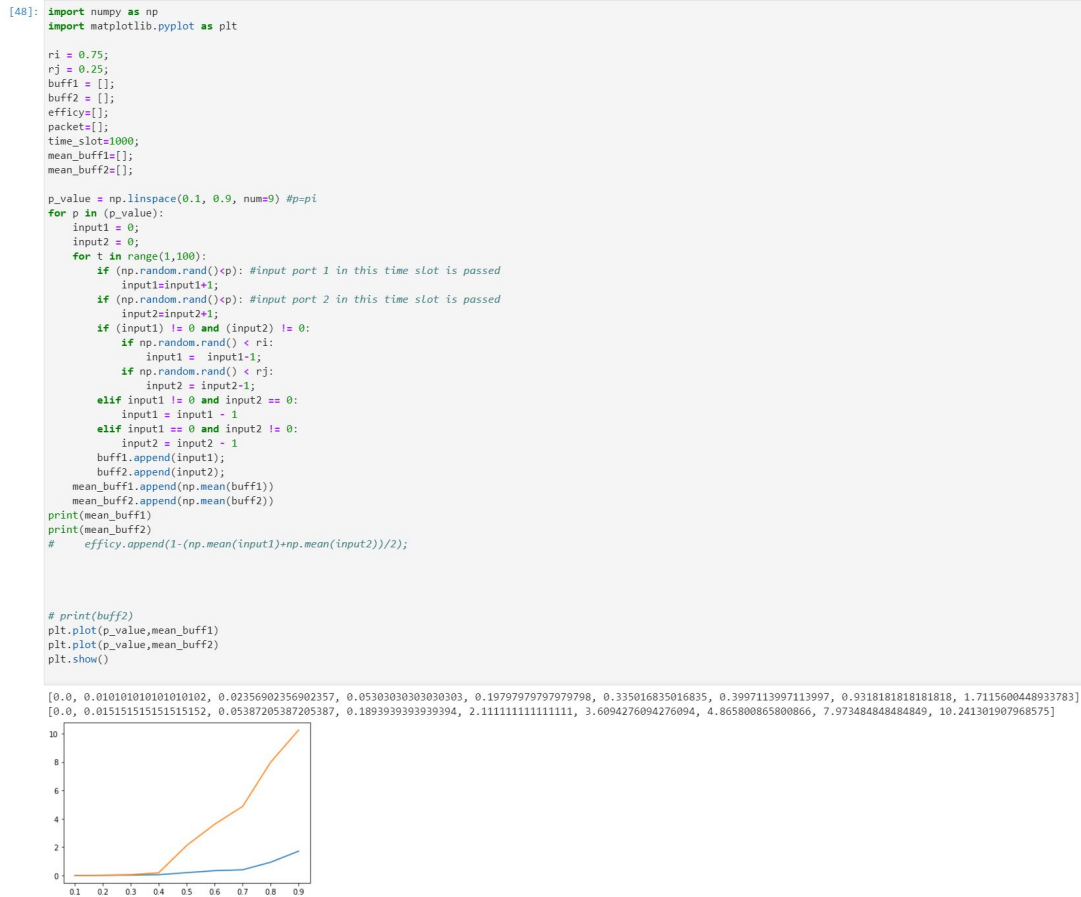 [48]: import numpy as np
import matplotlib.pyplot as plt
ri = 0.75;
rj = 0.25;
buff1 = [];
buff2 = [];
efficy=[];
packet=[];
time_slot=1000;
mean_buff1=[];
mean_buff2=[];
p_value = np.linspace(0.1, 0.9, num=9) #p=pi
for p in (p_value):
    input1 = 0;
    input2 = 0;
    for t in range(1,100):
        if (np.random.rand()<p): #input port 1 in this time slot is passed
            input1=input1+1;
        if (np.random.rand()<p): #input port 2 in this time slot is passed
            input2=input2+1;
        if (input1) != 0 and (input2) != 0:
            if np.random.rand() < ri:
                input1 =  input1-1;
            if np.random.rand() < rj:
                input2 = input2-1;
        elif input1 != 0 and input2 == 0:
            input1 = input1 - 1
        elif input1 == 0 and input2 != 0:
            input2 = input2 - 1
        buff1.append(input1);
        buff2.append(input2);
    mean_buff1.append(np.mean(buff1))
    mean_buff2.append(np.mean(buff2))
print(mean_buff1)
print(mean_buff2)
#     efficy.append(1-(np.mean(input1)+np.mean(input2))/2);
# print(buff2)
plt.plot(p_value,mean_buff1)
plt.plot(p_value,mean_buff2)
plt.show()
[0.0, 0.010101010101010102, 0.02356902356902357, 0.05303030303030303, 0.19797979797979798, 0.335016835016835, 0.3997113997113997, 0.9318181818181818, 1.7115600448933783]
[0.0, 0.015151515151515152, 0.05387205387205387, 0.1893939393939394, 2.111111111111111, 3.6094276094276094, 4.865800865800866, 7.973484848484849, 10.241301907968575]
10
8
6
4
2
0
0.1 0.2 0.3 0.4 0.5 0.6 0.7 0.8 0.9